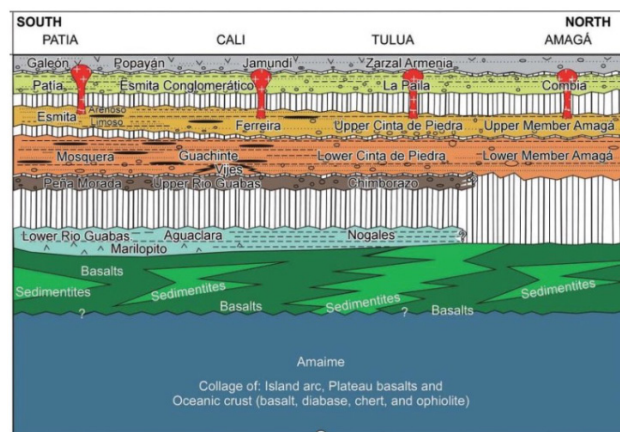 SOUTH NORTH
PATIA CALI TULUA AMAGÁ
Galeón Popayán Jamundi Zarzal Armenia
Patía Esmita Conglomerático La Paila Combia
Arenoso
Esmita
Limoso
Ferreira Upper Cinta de Piedra Upper Member Amagá
Mosquera Guachinte Lower Cinta de Piedra Lower Member Amagá
Vijes
Peña Morada Upper Rio Guabas Chimborazo
Lower Rio Guabas Aguaclara Nogales
Marilopito
Basalts
Sedimentites Sedimentites Sedimentites Sedimentites
Basalts Basalts
? ?
Amaime
Collage of: Island arc, Plateau basalts and
Oceanic crust (basalt, diabase, chert, and ophiolite)